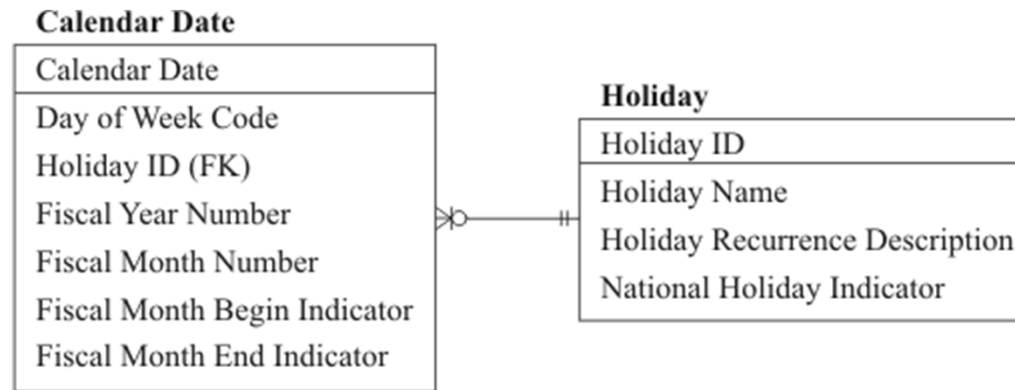 Calendar Date
Calendar Date
Day of Week Code
Holiday ID (FK)
Fiscal Year Number
Fiscal Month Number
Fiscal Month Begin Indicator
Fiscal Month End Indicator
Holiday
Holiday ID
Holiday Name
Holiday Recurrence Description
National Holiday Indicator